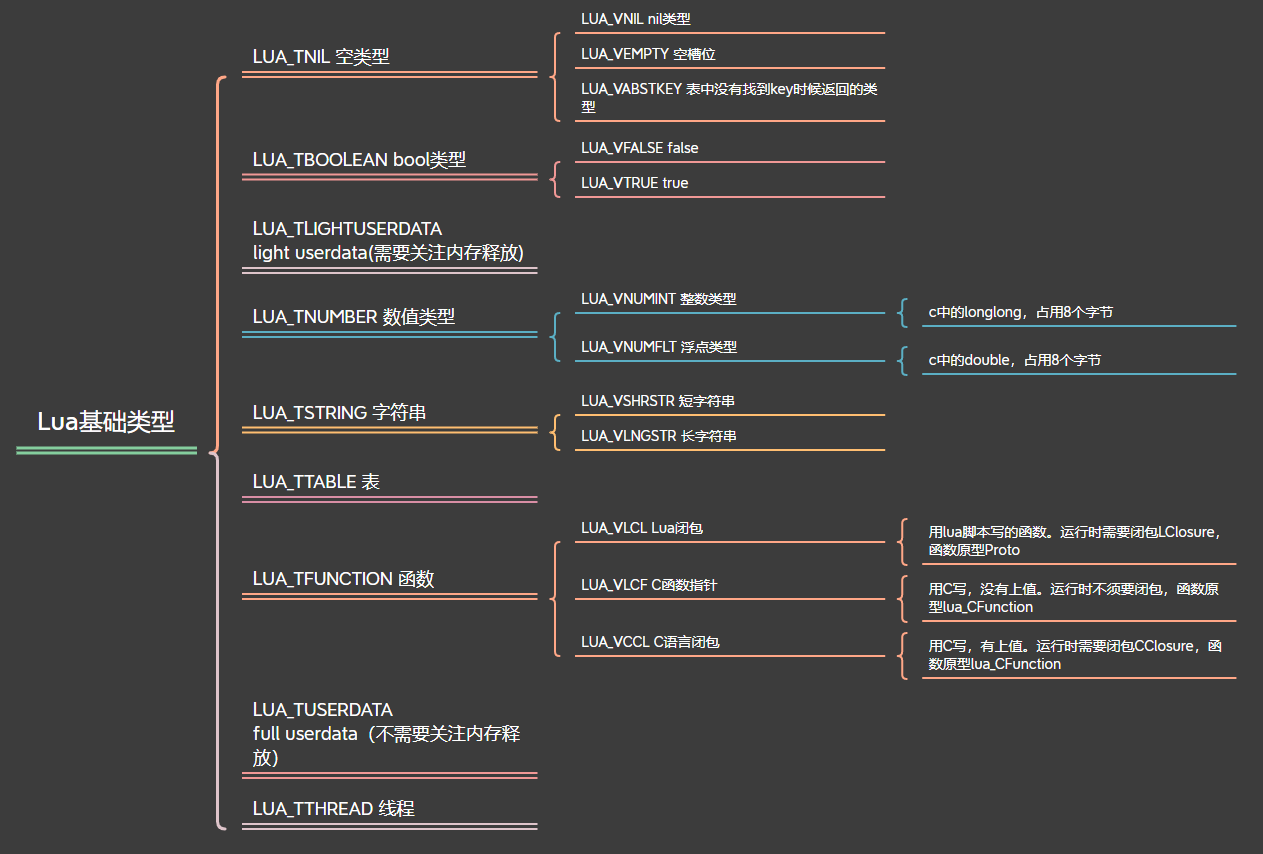 Lua基础类型
LUA_TNIL 空类型
LUA_VNIL nil类型
LUA_VEMPTY 空槽位
LUA_VABSTKEY 表中没有找到key时候返回的类
型
LUA_TBOOLEAN bool类型
LUA_VFALSE false
LUA_VTRUE true
LUA_TLIGHTUSERDATA
light userdata(需要关注内存释放)
LUA_TNUMBER 数值类型
LUA_VNUMINT 整数类型
c中的longlong，占用8个字节
LUA_VNUMFLT 浮点类型
c中的double，占用8个字节
LUA_TSTRING 字符串
LUA_VSHRSTR 短字符串
LUA_VLNGSTR 长字符串
LUA_TTABLE 表
LUA_TFUNCTION 函数
LUA_VLCL Lua闭包
用lua脚本写的函数。运行时需要闭包LClosure，
函数原型Proto
LUA_VLCF C函数指针
用C写，没有上值。运行时不须要闭包，函数原
型lua_CFunction
LUA_VCCL C语言闭包
用C写，有上值。运行时需要闭包CClosure，函
数原型lua_CFunction
LUA_TUSERDATA
full userdata（不需要关注内存释
放）
LUA_TTHREAD 线程